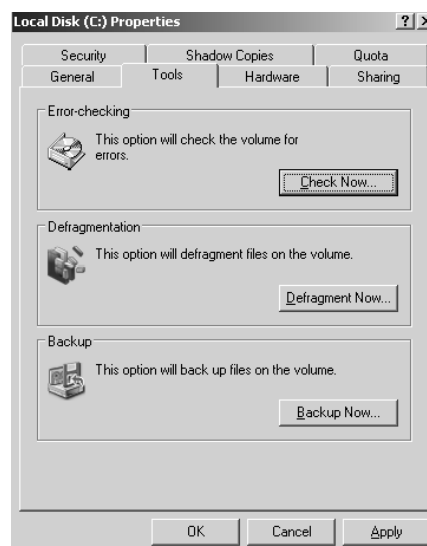 Local Disk (C:) Properties
Security Shadow Copies Quota
General Tools Hardware Sharing
Error-checking
This option will check the volume for
errors.
Check Now...
Defragmentation
This option will defragment files on the volume.
Defragment Now...
Backup
This option will back up files on the volume.
Backup Now...
OK Cancel Apply